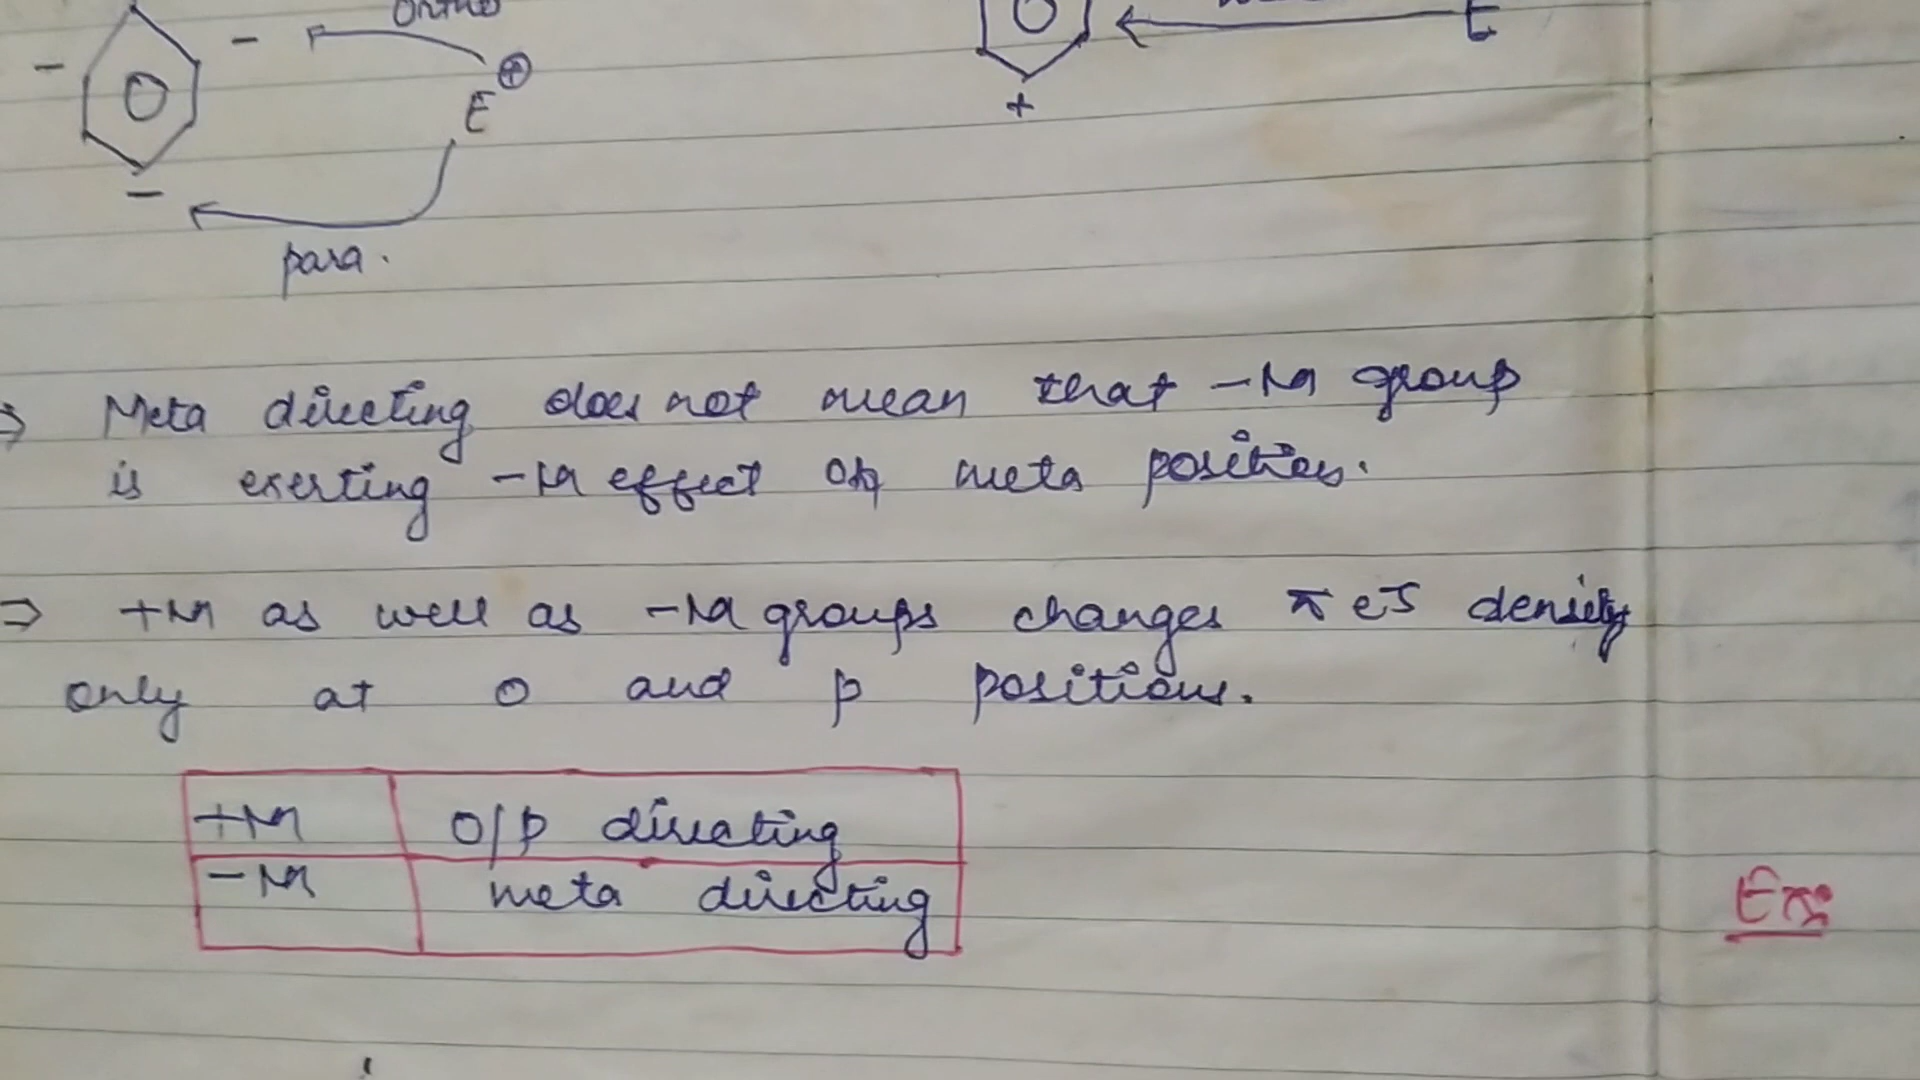 Ortho
E ⊕
E
+
para.
⇒ Meta directing does not mean that -M group
is exerting -M effect on meta position.
⇒ +M as well as -M groups changes π e⁻s density
only at o and p positions.
+M o/p directing
-M meta directing
Ex: